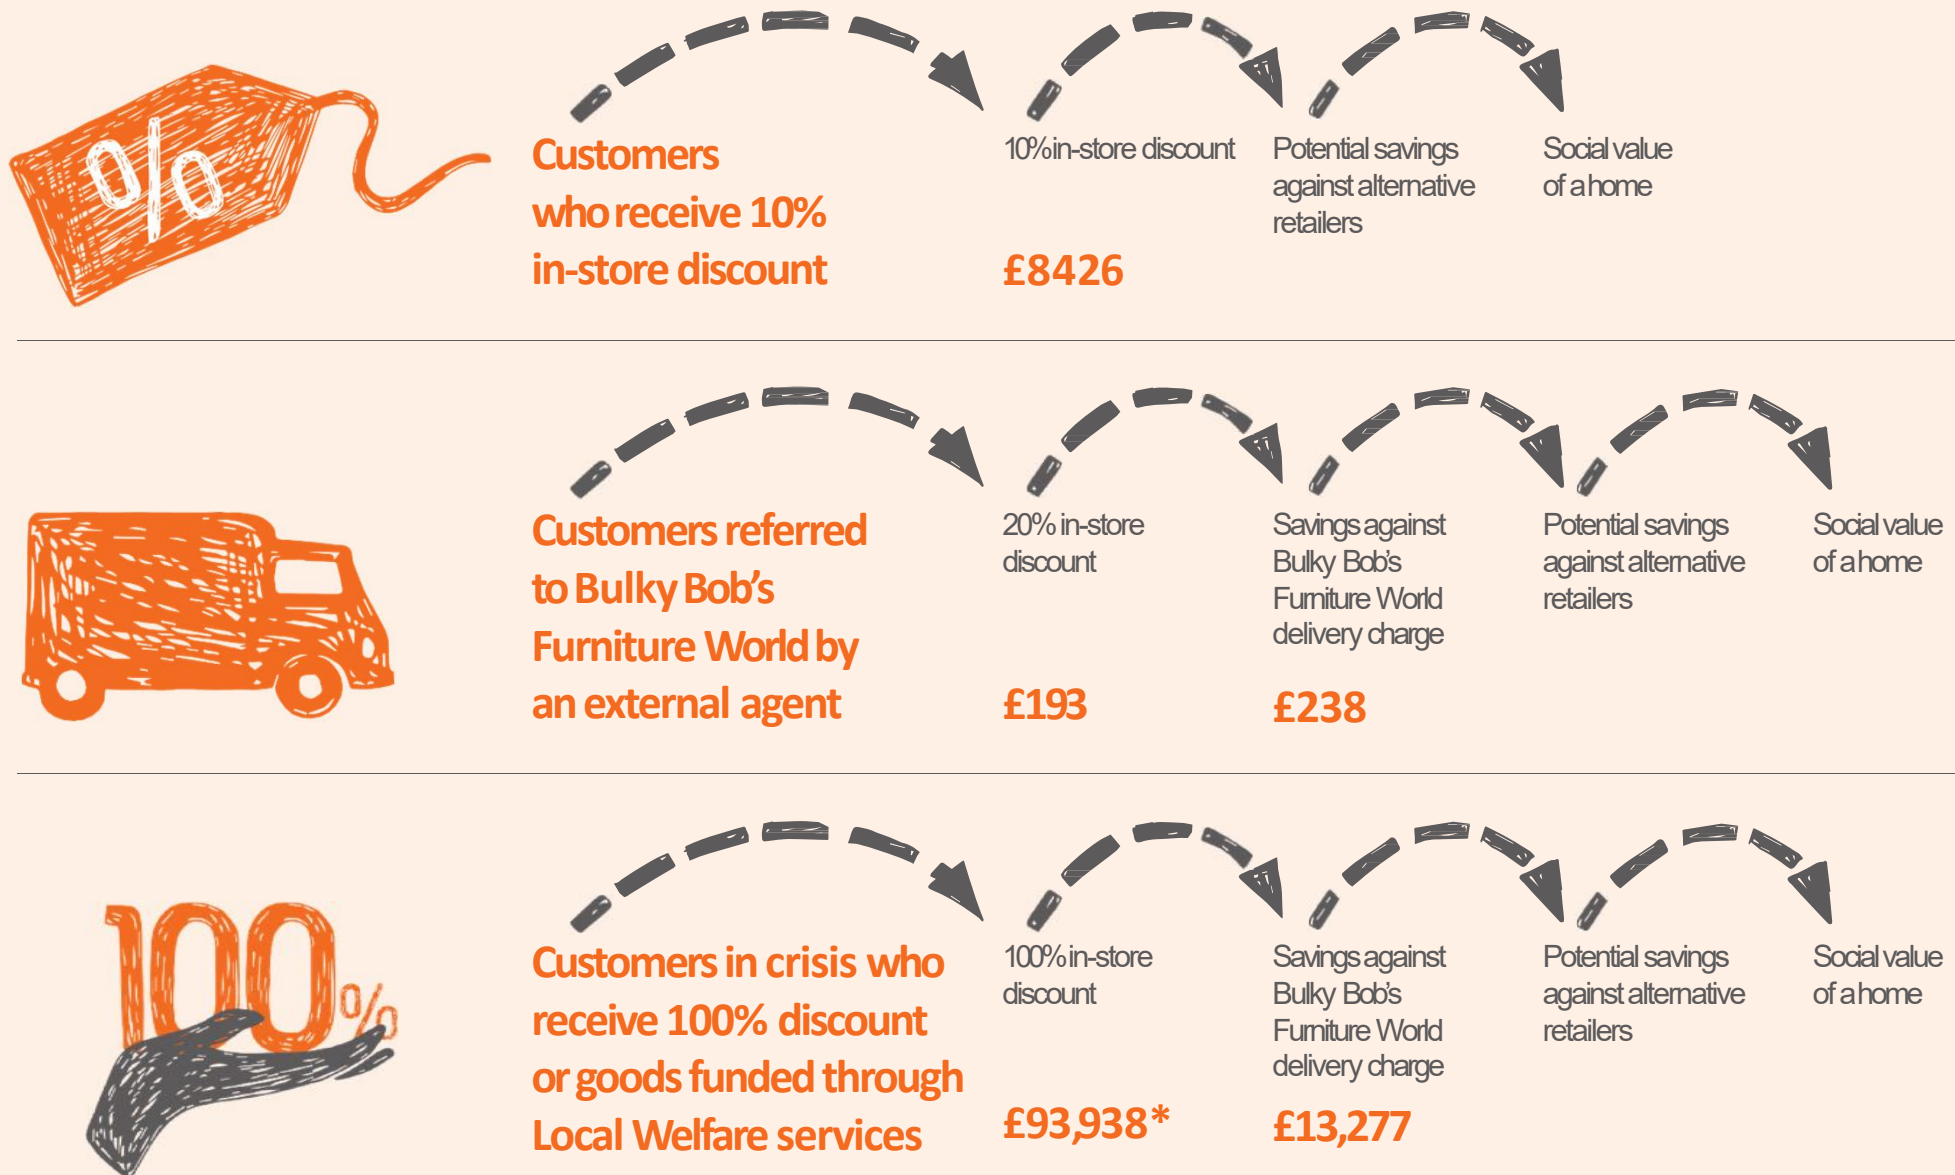 %
Customers
who receive 10%
in-store discount
10% in-store discount
£8426
Potential savings
against alternative
retailers
Social value
of a home
Customers referred
to Bulky Bob’s
Furniture World by
an external agent
20% in-store
discount
£193
Savings against
Bulky Bob’s
Furniture World
delivery charge
£238
Potential savings
against alternative
retailers
Social value
of a home
100%
Customers in crisis who
receive 100% discount
or goods funded through
Local Welfare services
100% in-store
discount
£93,938*
Savings against
Bulky Bob’s
Furniture World
delivery charge
£13,277
Potential savings
against alternative
retailers
Social value
of a home